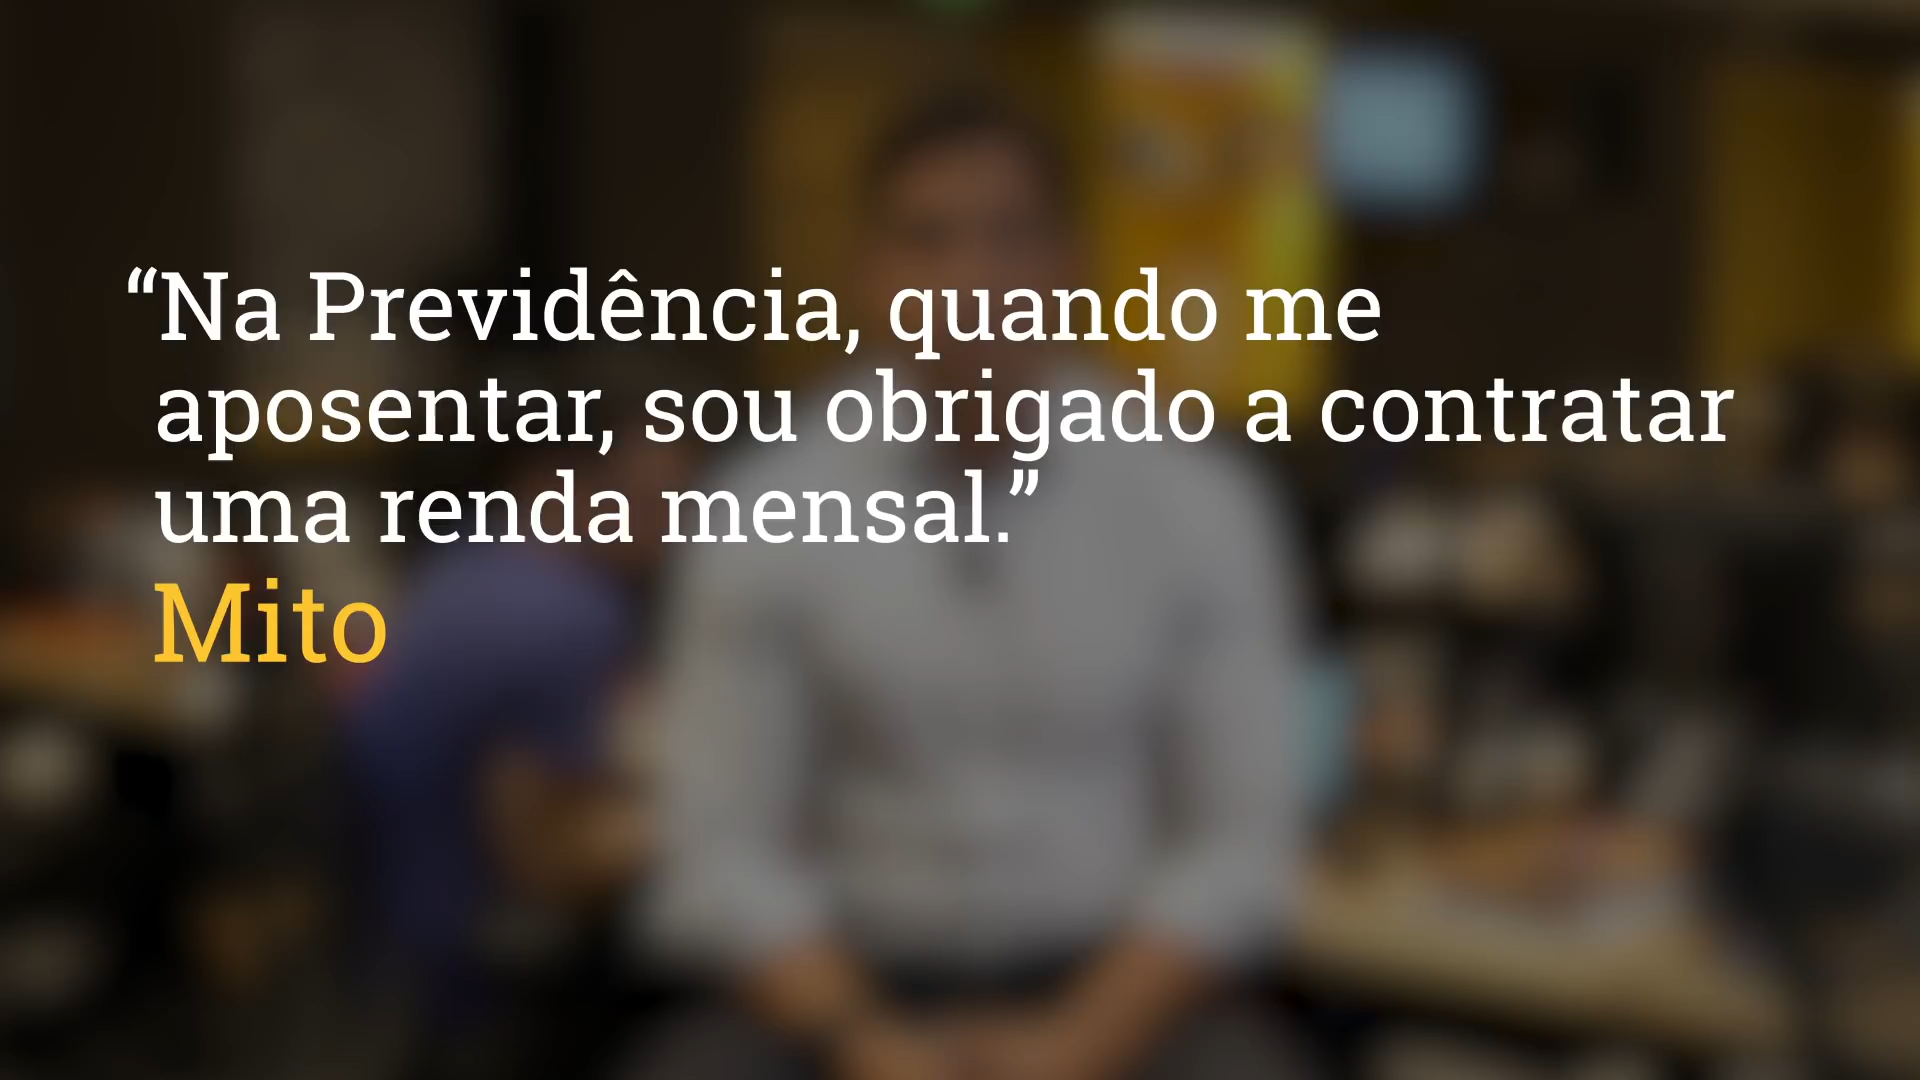 “Na Previdência, quando me
aposentar, sou obrigado a contratar
uma renda mensal.”
Mito